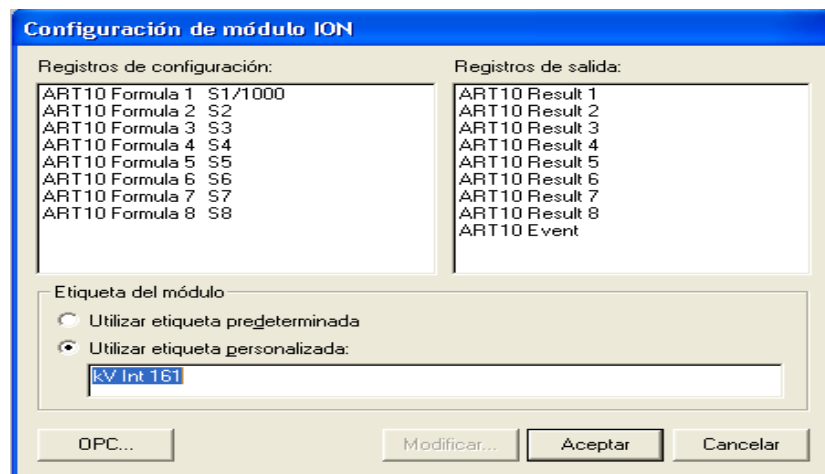 Configuración de módulo ION
Registros de configuración:
ART10 Formula 1 S1/1000
ART10 Formula 2 S2
ART10 Formula 3 S3
ART10 Formula 4 S4
ART10 Formula 5 S5
ART10 Formula 6 S6
ART10 Formula 7 S7
ART10 Formula 8 S8
Registros de salida:
ART10 Result 1
ART10 Result 2
ART10 Result 3
ART10 Result 4
ART10 Result 5
ART10 Result 6
ART10 Result 7
ART10 Result 8
ART10 Event
Etiqueta del módulo
Utilizar etiqueta predeterminada
Utilizar etiqueta personalizada:
kV Int 161
OPC...
Modificar...
Aceptar
Cancelar